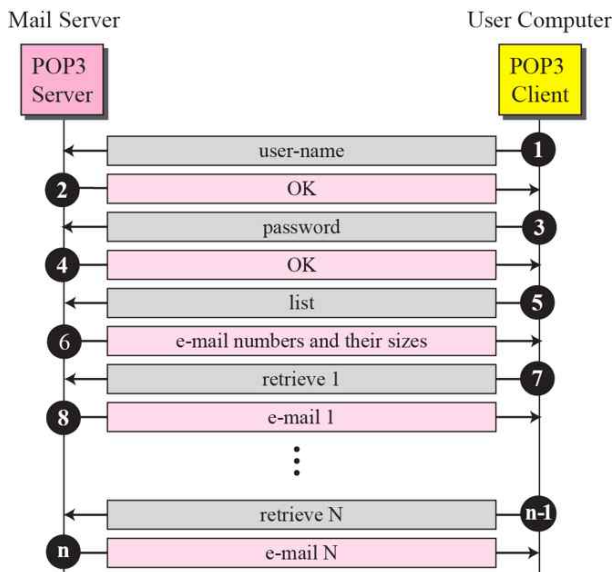 Mail Server
User Computer
POP3
Server
POP3
Client
user-name
1
2
OK
password
3
4
OK
list
5
6
e-mail numbers and their sizes
retrieve 1
7
8
e-mail 1
retrieve N
n-1
n
e-mail N